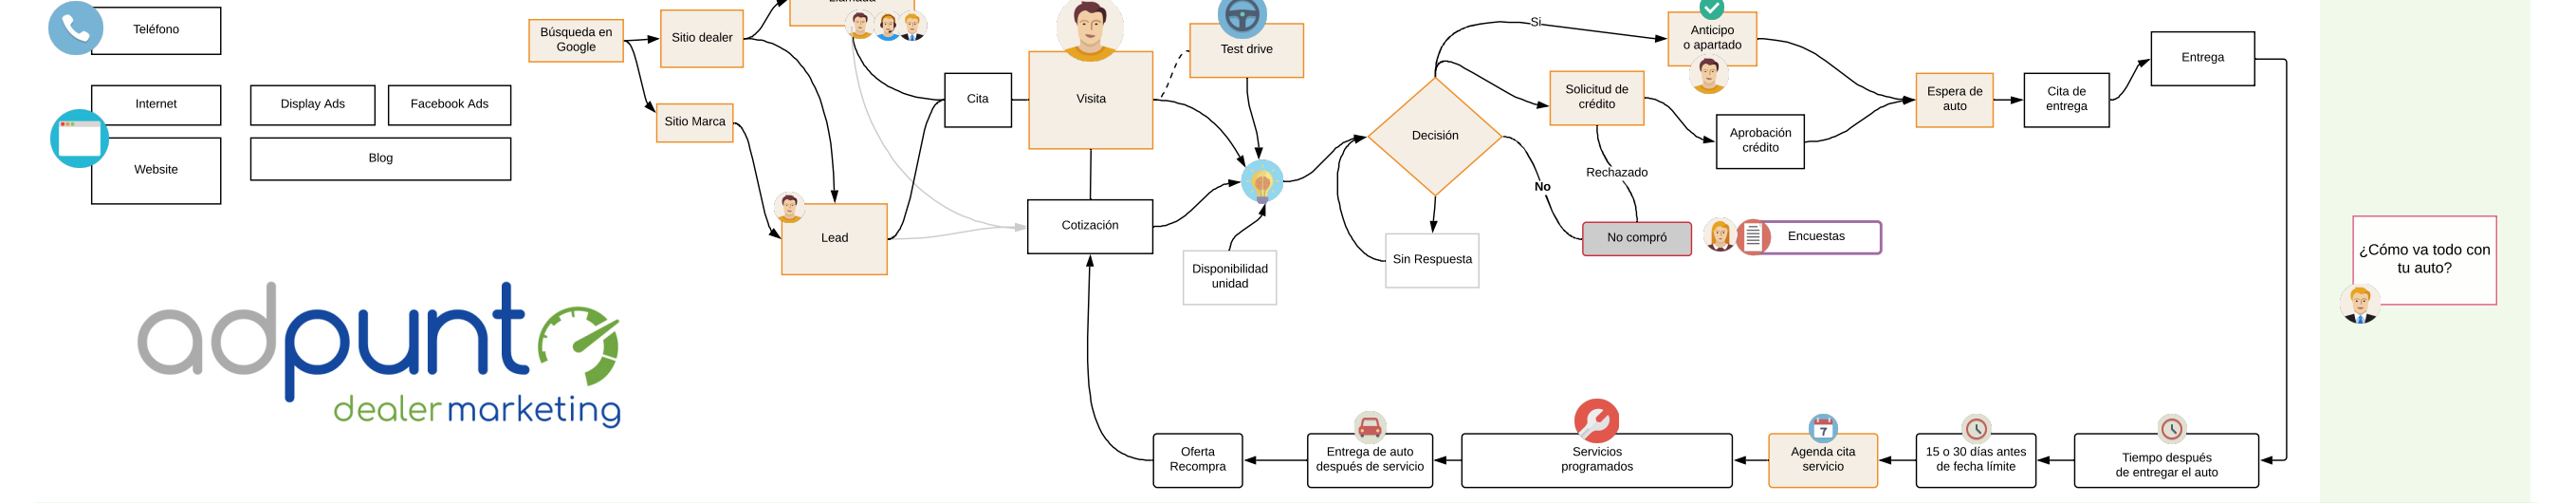 Teléfono
Internet
Website
Display Ads
Facebook Ads
Blog
Búsqueda en
Google
Sitio dealer
Sitio Marca
Lead
Cita
Visita
Cotización
Test drive
Disponibilidad
unidad
Decisión
Si
No
Sin Respuesta
Anticipo
o apartado
Solicitud de
crédito
Aprobación
crédito
Rechazado
No compró
Encuestas
Espera de
auto
Cita de
entrega
Entrega
¿Cómo va todo con
tu auto?
adpunto
dealer marketing
Oferta
Recompra
Entrega de auto
después de servicio
Servicios
programados
7
Agenda cita
servicio
15 o 30 días antes
de fecha límite
Tiempo después
de entregar el auto